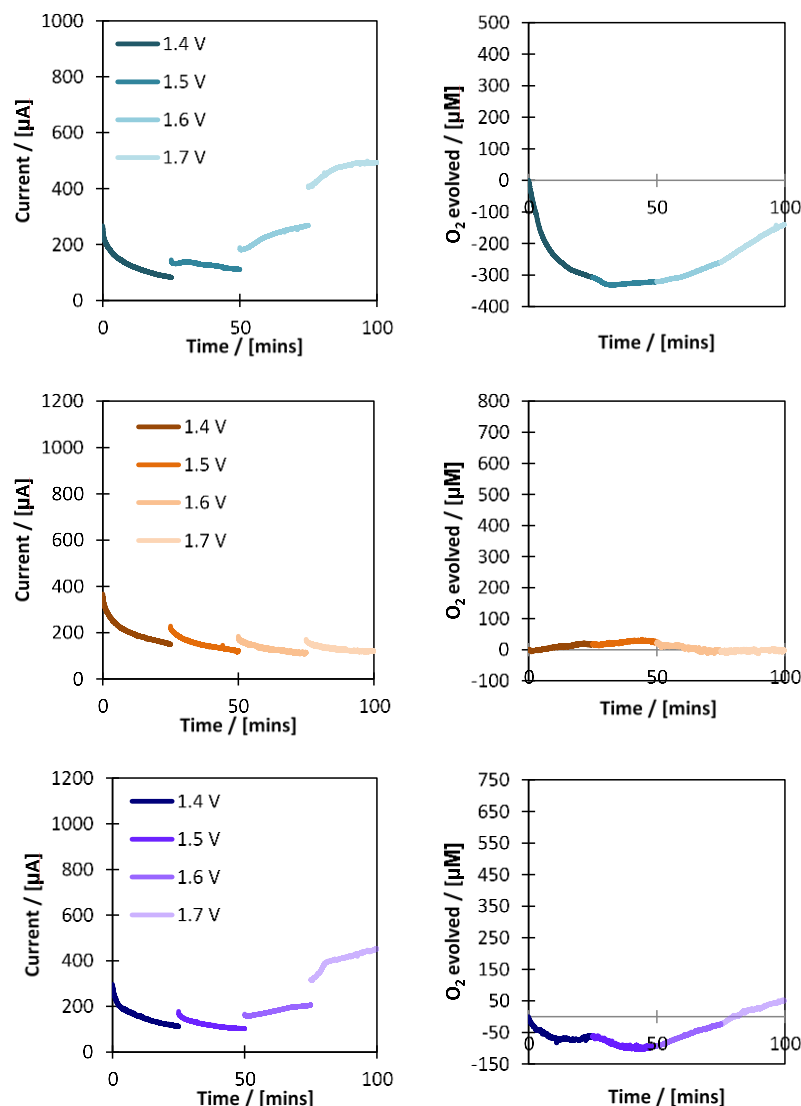 Current / [µA]
1000
800
600
400
200
0
1.4 V
1.5 V
1.6 V
1.7 V
0
50
100
Time / [mins]
O2 evolved / [µM]
500
400
300
200
100
0
-100
-200
-300
-400
0
50
100
Time / [mins]
Current / [µA]
1200
1000
800
600
400
200
0
1.4 V
1.5 V
1.6 V
1.7 V
0
50
100
Time / [mins]
O2 evolved / [µM]
800
700
600
500
400
300
200
100
0
-100
0
50
100
Time / [mins]
Current / [µA]
1200
1000
800
600
400
200
0
1.4 V
1.5 V
1.6 V
1.7 V
0
50
100
Time / [mins]
O2 evolved / [µM]
750
650
550
450
350
250
150
50
-50
-150
0
50
100
Time / [mins]